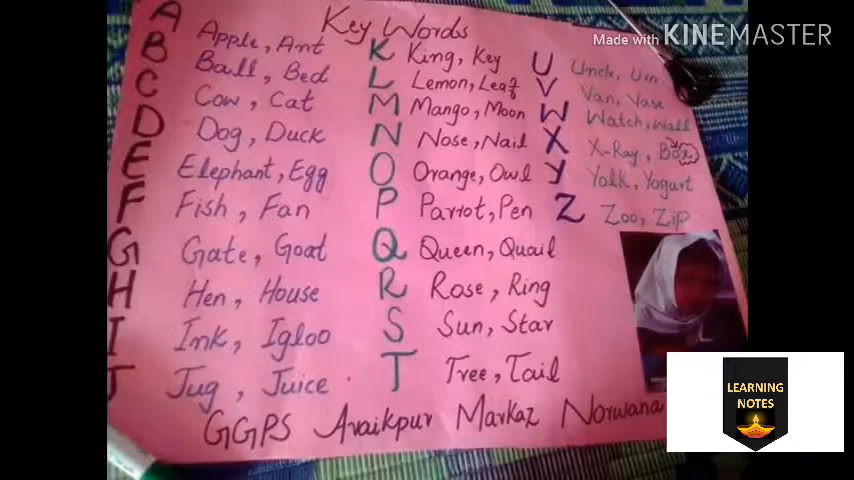 Made with KINEMASTER
Key Words
A Apple, Ant
B Ball, Bed
C Cow, Cat
D Dog, Duck
E Elephant, Egg
F Fish, Fan
G Gate, Goat
H Hen, House
I Ink, Igloo
J Jug, Juice
K King, Key
L Lemon, Leaf
M Mango, Moon
N Nose, Nail
O Orange, Owl
P Parrot, Pen
Q Queen, Quail
R Rose, Ring
S Sun, Star
T Tree, Tail
U Uncle,
V Van, Vase
W Watch, Wall
X X-Ray, Box
Y Yolk, Yogurt
Z Zoo, Zip
GGPS Araikpur Markaz Norwana
LEARNING
NOTES